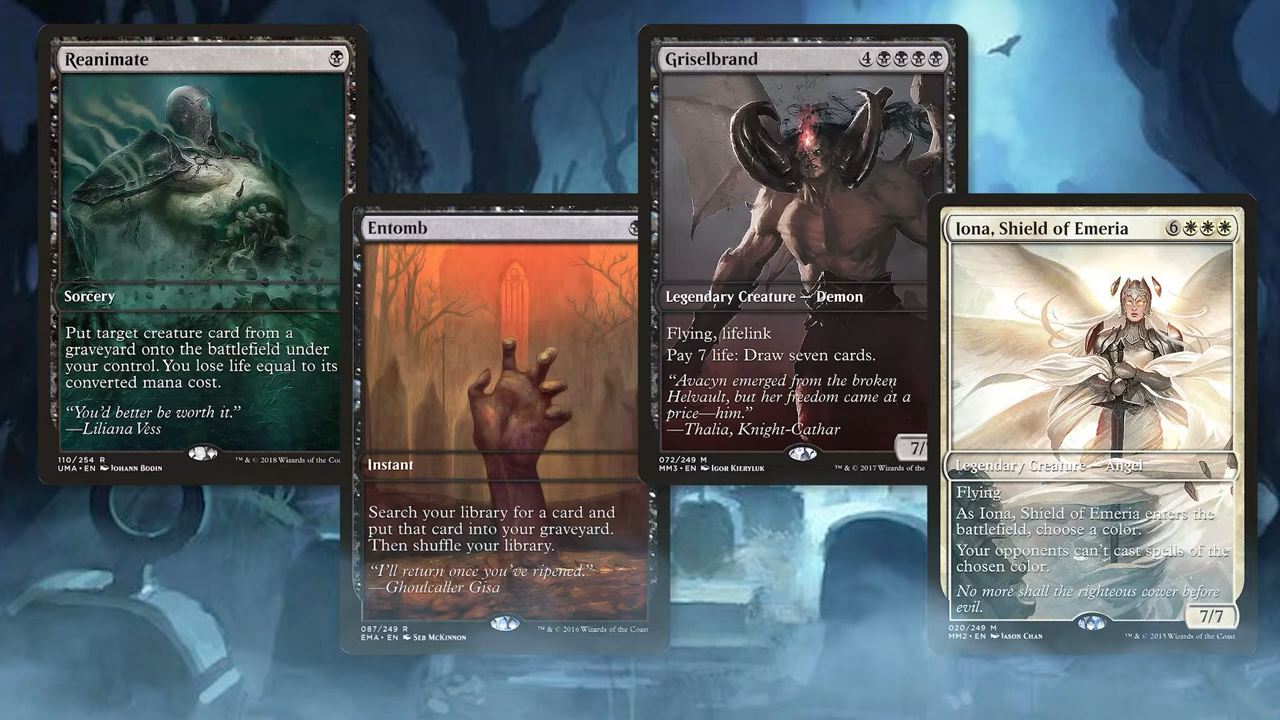 Reanimate
Sorcery
Put target creature card from a
graveyard onto the battlefield under
your control. You lose life equal to its
converted mana cost.
“You’d better be worth it.”
—Liliana Vess
110/254 R
UMA • EN Johann Bodin
™ & © 2018 Wizards of the
Entomb
Instant
Search your library for a card and
put that card into your graveyard.
Then shuffle your library.
“I’ll return once you’ve ripened.”
—Ghoulcaller Gisa
087/249 R
EMA • EN Seb McKinnon
™ & © 2016 Wizards of the Coast
Griselbrand
4
Legendary Creature — Demon
Flying, lifelink
Pay 7 life: Draw seven cards.
“Avacyn emerged from the broken
Helvault, but her freedom came at a
price—him.”
—Thalia, Knight-Cathar
7/
072/249 M
MM3 • EN Igor Kieryluk
™ & © 2017 Wizards of the
Iona, Shield of Emeria
6
Legendary Creature — Angel
Flying
As Iona, Shield of Emeria enters the
battlefield, choose a color.
Your opponents can’t cast spells of the
chosen color.
No more shall the righteous cower before
evil.
7/7
020/249 M
MM2 • EN Jason Chan
™ & © 2015 Wizards of the Coast